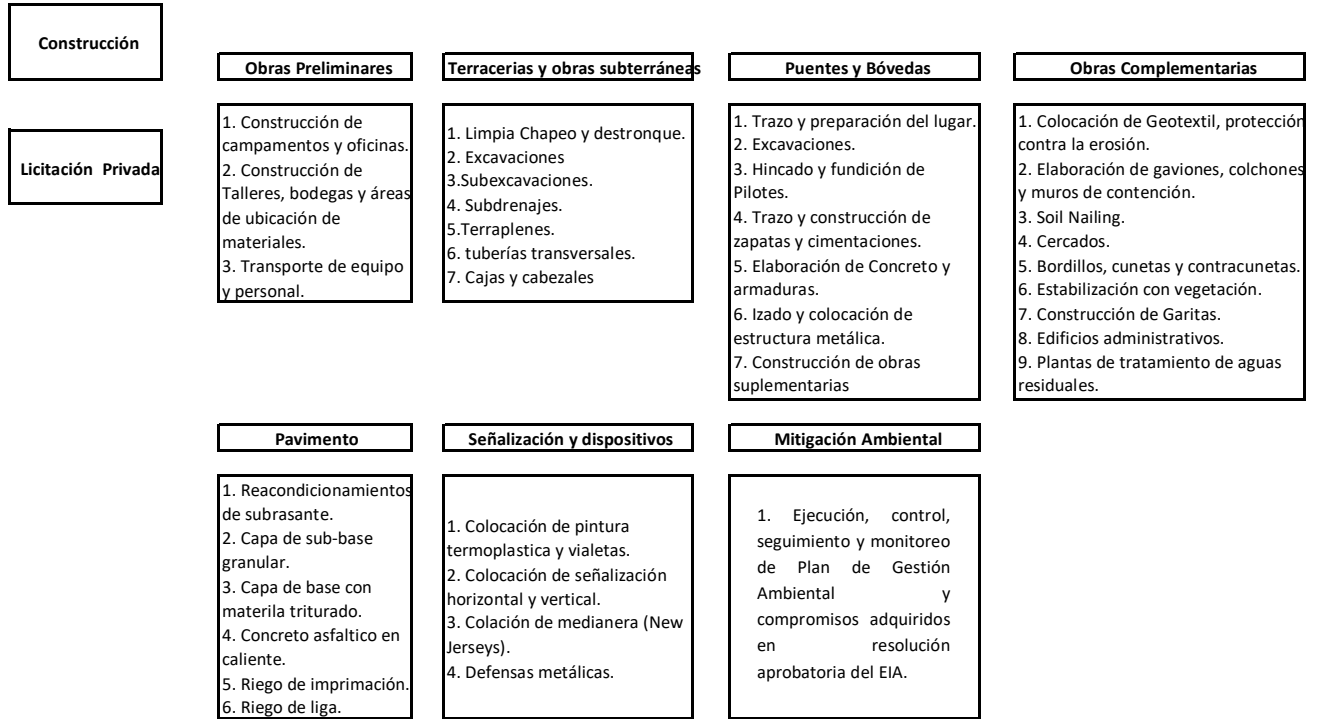 Construcción
Licitación Privada
Obras Preliminares
1. Construcción de
campamentos y oficinas.
2. Construcción de
Talleres, bodegas y áreas
de ubicación de
materiales.
3. Transporte de equipo
y personal.
Terracerias y obras subterráneas
1. Limpia Chapeo y destronque.
2. Excavaciones
3.Subexcavaciones.
4. Subdrenajes.
5.Terraplenes.
6. tuberías transversales.
7. Cajas y cabezales
Puentes y Bóvedas
1. Trazo y preparación del lugar.
2. Excavaciones.
3. Hincado y fundición de
Pilotes.
4. Trazo y construcción de
zapatas y cimentaciones.
5. Elaboración de Concreto y
armaduras.
6. Izado y colocación de
estructura metálica.
7. Construcción de obras
suplementarias
Obras Complementarias
1. Colocación de Geotextil, protección
contra la erosión.
2. Elaboración de gaviones, colchones
y muros de contención.
3. Soil Nailing.
4. Cercados.
5. Bordillos, cunetas y contracunetas.
6. Estabilización con vegetación.
7. Construcción de Garitas.
8. Edificios administrativos.
9. Plantas de tratamiento de aguas
residuales.
Pavimento
1. Reacondicionamientos
de subrasante.
2. Capa de sub-base
granular.
3. Capa de base con
materila triturado.
4. Concreto asfaltico en
caliente.
5. Riego de imprimación.
6. Riego de liga.
Señalización y dispositivos
1. Colocación de pintura
termoplastica y vialetas.
2. Colocación de señalización
horizontal y vertical.
3. Colación de medianera (New
Jerseys).
4. Defensas metálicas.
Mitigación Ambiental
1. Ejecución, control,
seguimiento y monitoreo
de Plan de Gestión
Ambiental y
compromisos adquiridos
en resolución
aprobatoria del EIA.